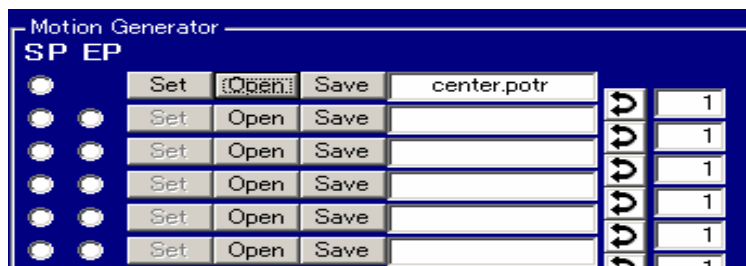 Motion Generator
SP EP
Set Open Save center.potr
1
Set Open Save
1
Set Open Save
1
Set Open Save
1
Set Open Save
1
Set Open Save
1